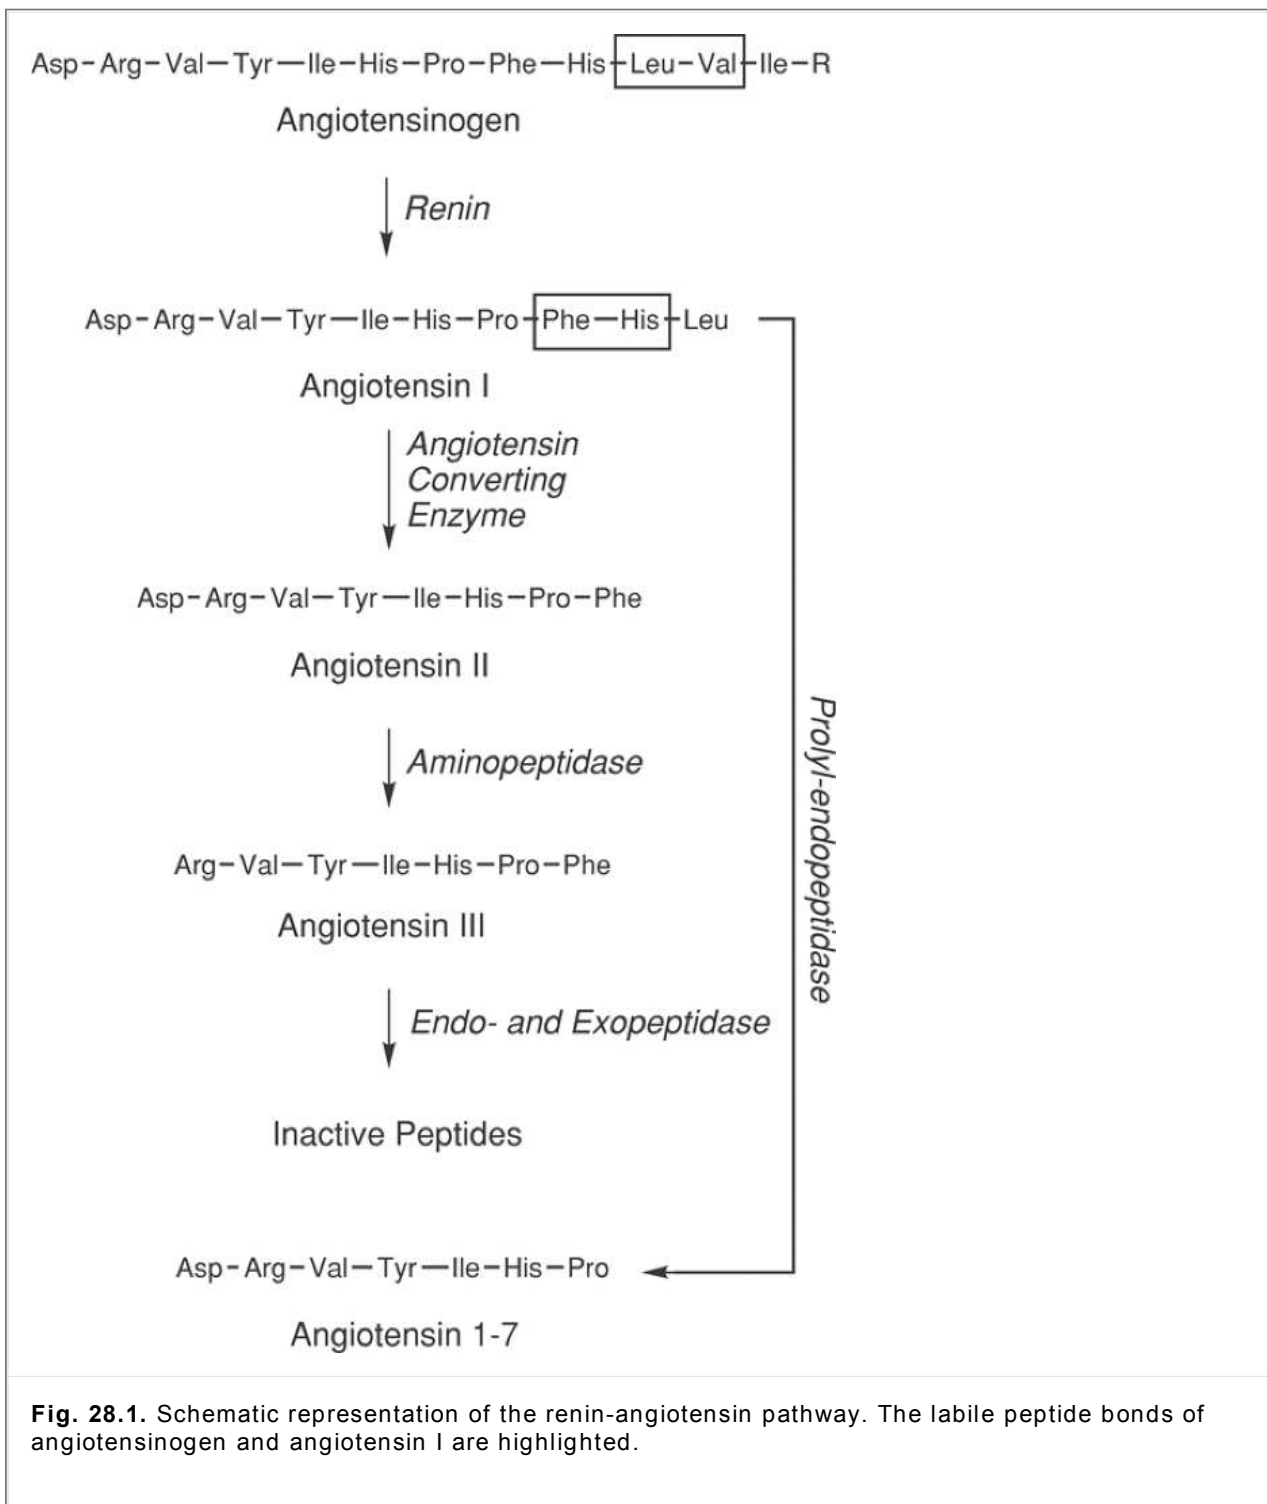 Asp–Arg–Val–Tyr–Ile–His–Pro–Phe–His–Leu–Val–Ile–R
Angiotensinogen
Renin
Asp–Arg–Val–Tyr–Ile–His–Pro–Phe–His–Leu
Angiotensin I
Angiotensin
Converting
Enzyme
Asp–Arg–Val–Tyr–Ile–His–Pro–Phe
Angiotensin II
Prolyl-endopeptidase
Aminopeptidase
Arg–Val–Tyr–Ile–His–Pro–Phe
Angiotensin III
Endo- and Exopeptidase
Inactive Peptides
Asp–Arg–Val–Tyr–Ile–His–Pro
Angiotensin 1-7
Fig. 28.1. Schematic representation of the renin-angiotensin pathway. The labile peptide bonds of
angiotensinogen and angiotensin I are highlighted.